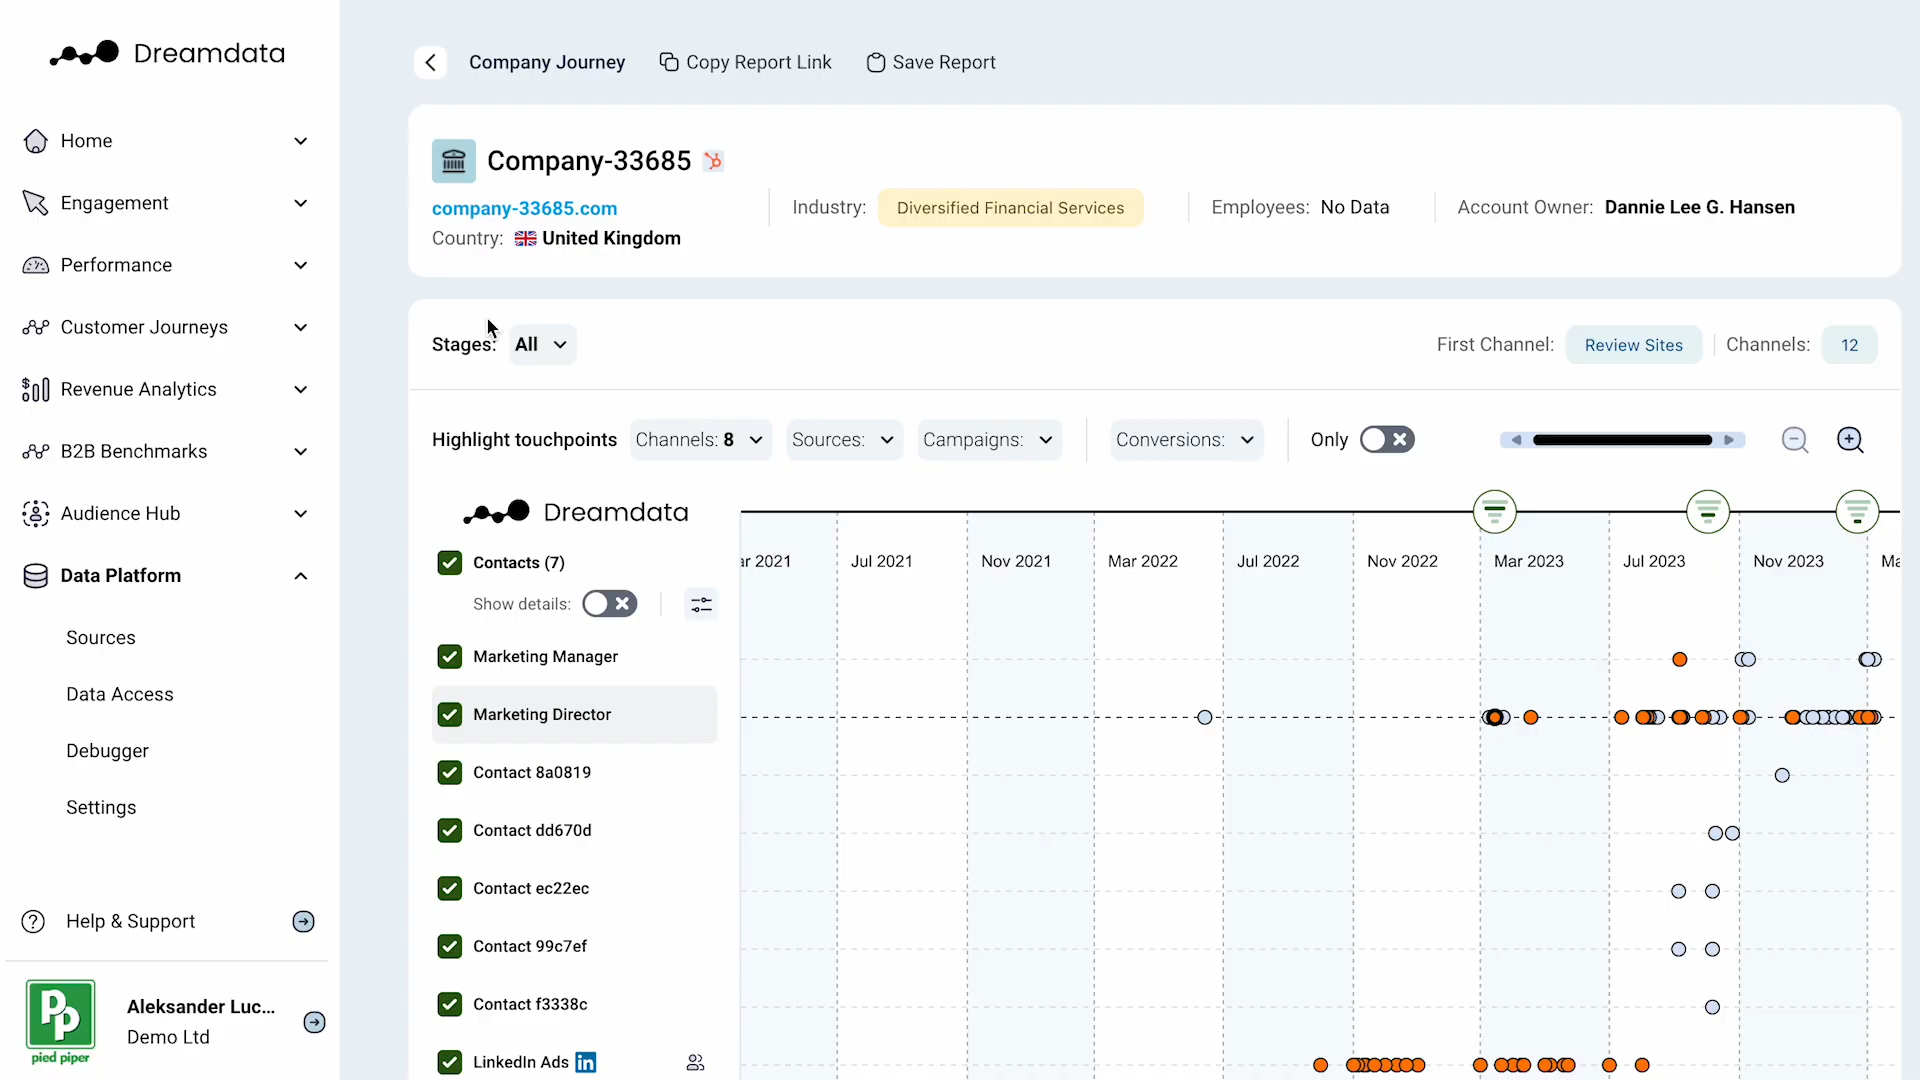 Dreamdata
Home
Engagement
Performance
Customer Journeys
Revenue Analytics
B2B Benchmarks
Audience Hub
Data Platform
Sources
Data Access
Debugger
Settings
Help & Support
Pp
pied piper
Aleksander Luc...
Demo Ltd
Company Journey
Copy Report Link
Save Report
Company-33685
company-33685.com
Country: United Kingdom
Industry: Diversified Financial Services
Employees: No Data
Account Owner: Dannie Lee G. Hansen
Stages: All
First Channel: Review Sites
Channels: 12
Highlight touchpoints
Channels: 8
Sources:
Campaigns:
Conversions:
Only
Dreamdata
ar 2021
Jul 2021
Nov 2021
Mar 2022
Jul 2022
Nov 2022
Mar 2023
Jul 2023
Nov 2023
Ma
Contacts (7)
Show details:
Marketing Manager
Marketing Director
Contact 8a0819
Contact dd670d
Contact ec22ec
Contact 99c7ef
Contact f3338c
LinkedIn Ads in